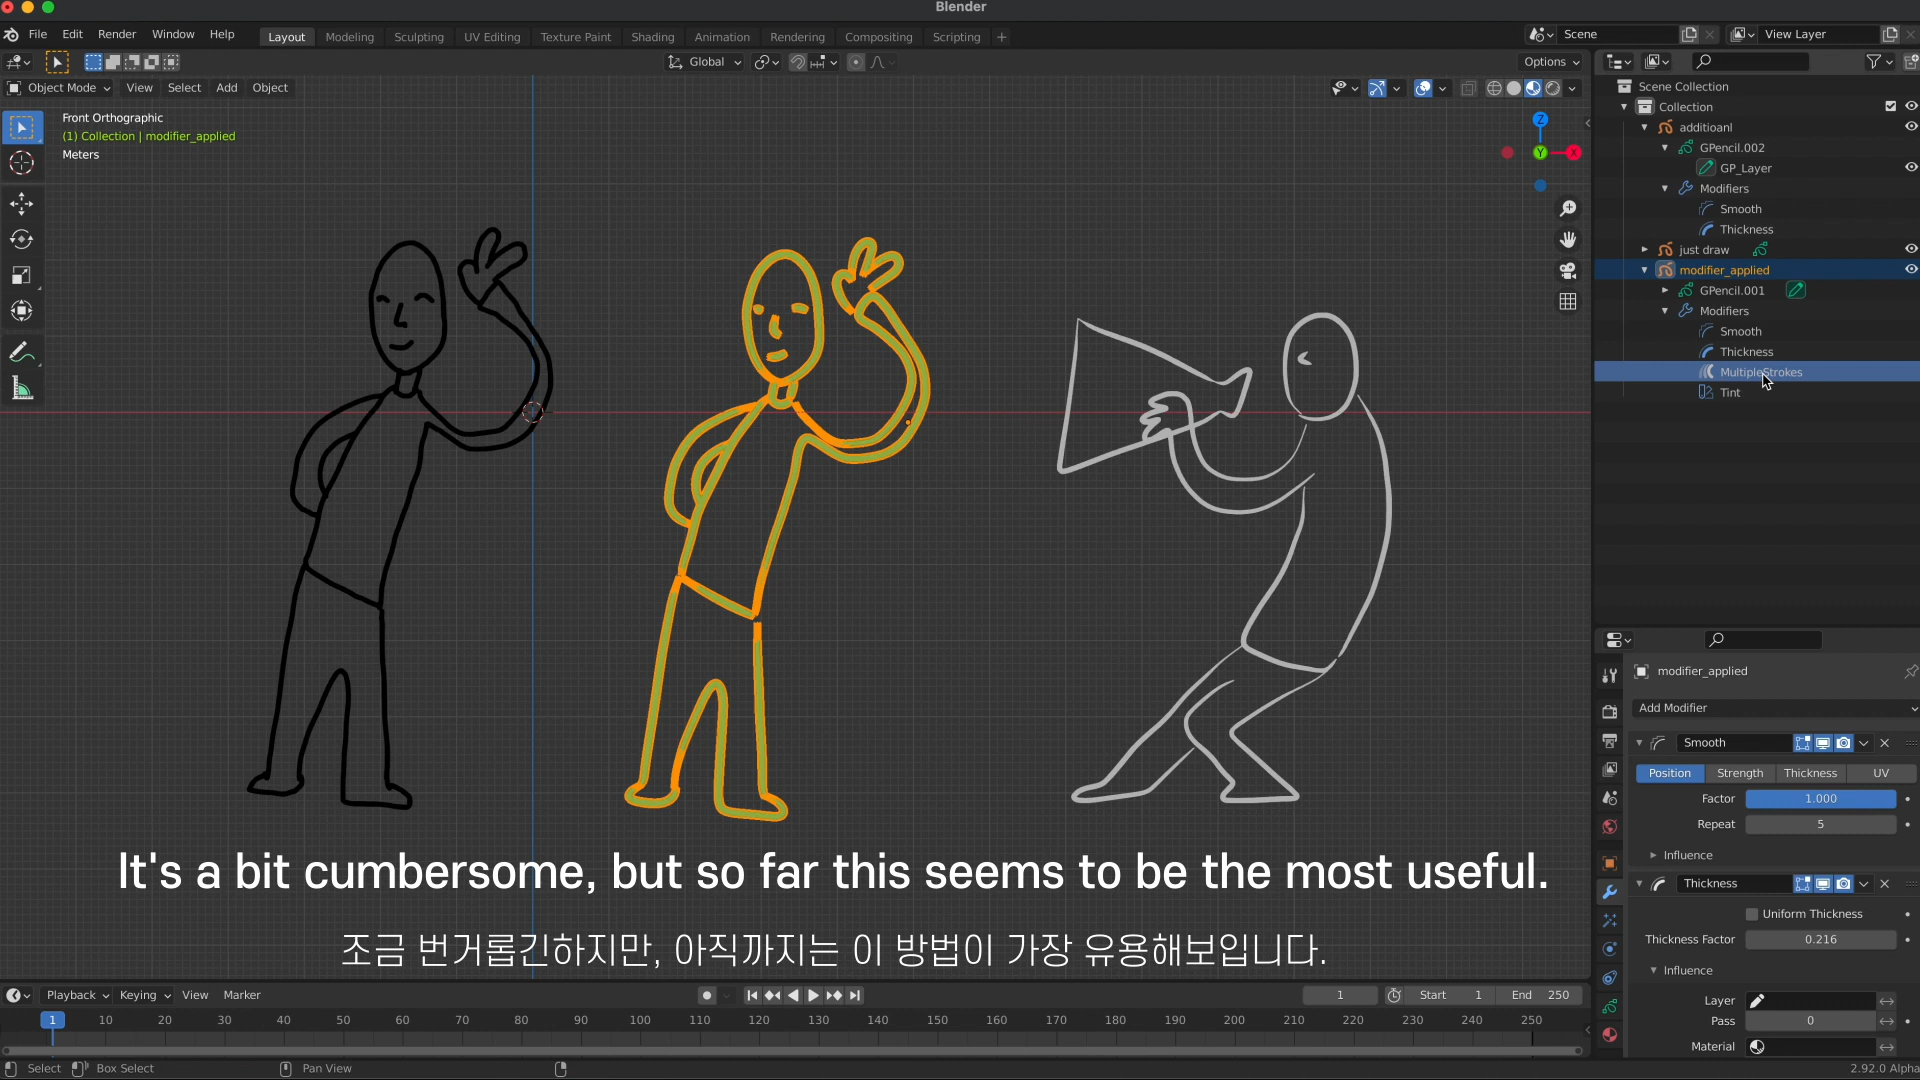 Blender
File Edit Render Window Help Layout Modeling Sculpting UV Editing Texture Paint Shading Animation Rendering Compositing Scripting + Scene View Layer
Global Options
Object Mode View Select Add Object
Front Orthographic
(1) Collection | modifier_applied
Meters
Z
Y
X
Scene Collection
Collection
additioanl
GPencil.002
GP_Layer
Modifiers
Smooth
Thickness
just draw
modifier_applied
GPencil.001
Modifiers
Smooth
Thickness
MultipleStrokes
Tint
modifier_applied
Add Modifier
Smooth
Position Strength Thickness UV
Factor 1.000
Repeat 5
Influence
Thickness
Uniform Thickness
Thickness Factor 0.216
Influence
Layer
Pass 0
Material
It's a bit cumbersome, but so far this seems to be the most useful.
조금 번거롭긴하지만, 아직까지는 이 방법이 가장 유용해보입니다.
Playback Keying View Marker 1 Start 1 End 250
1 10 20 30 40 50 60 70 80 90 100 110 120 130 140 150 160 170 180 190 200 210 220 230 240 250
Select Box Select Pan View 2.92.0 Alpha